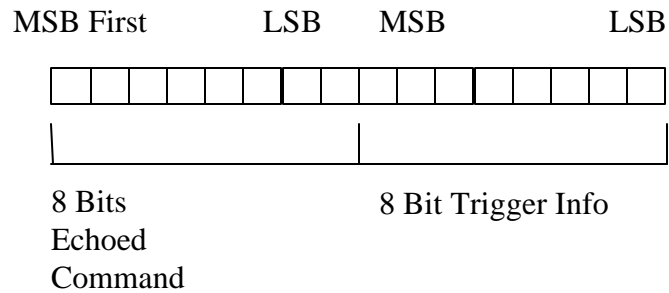 MSB First LSB MSB LSB
8 Bits
Echoed
Command
8 Bit Trigger Info